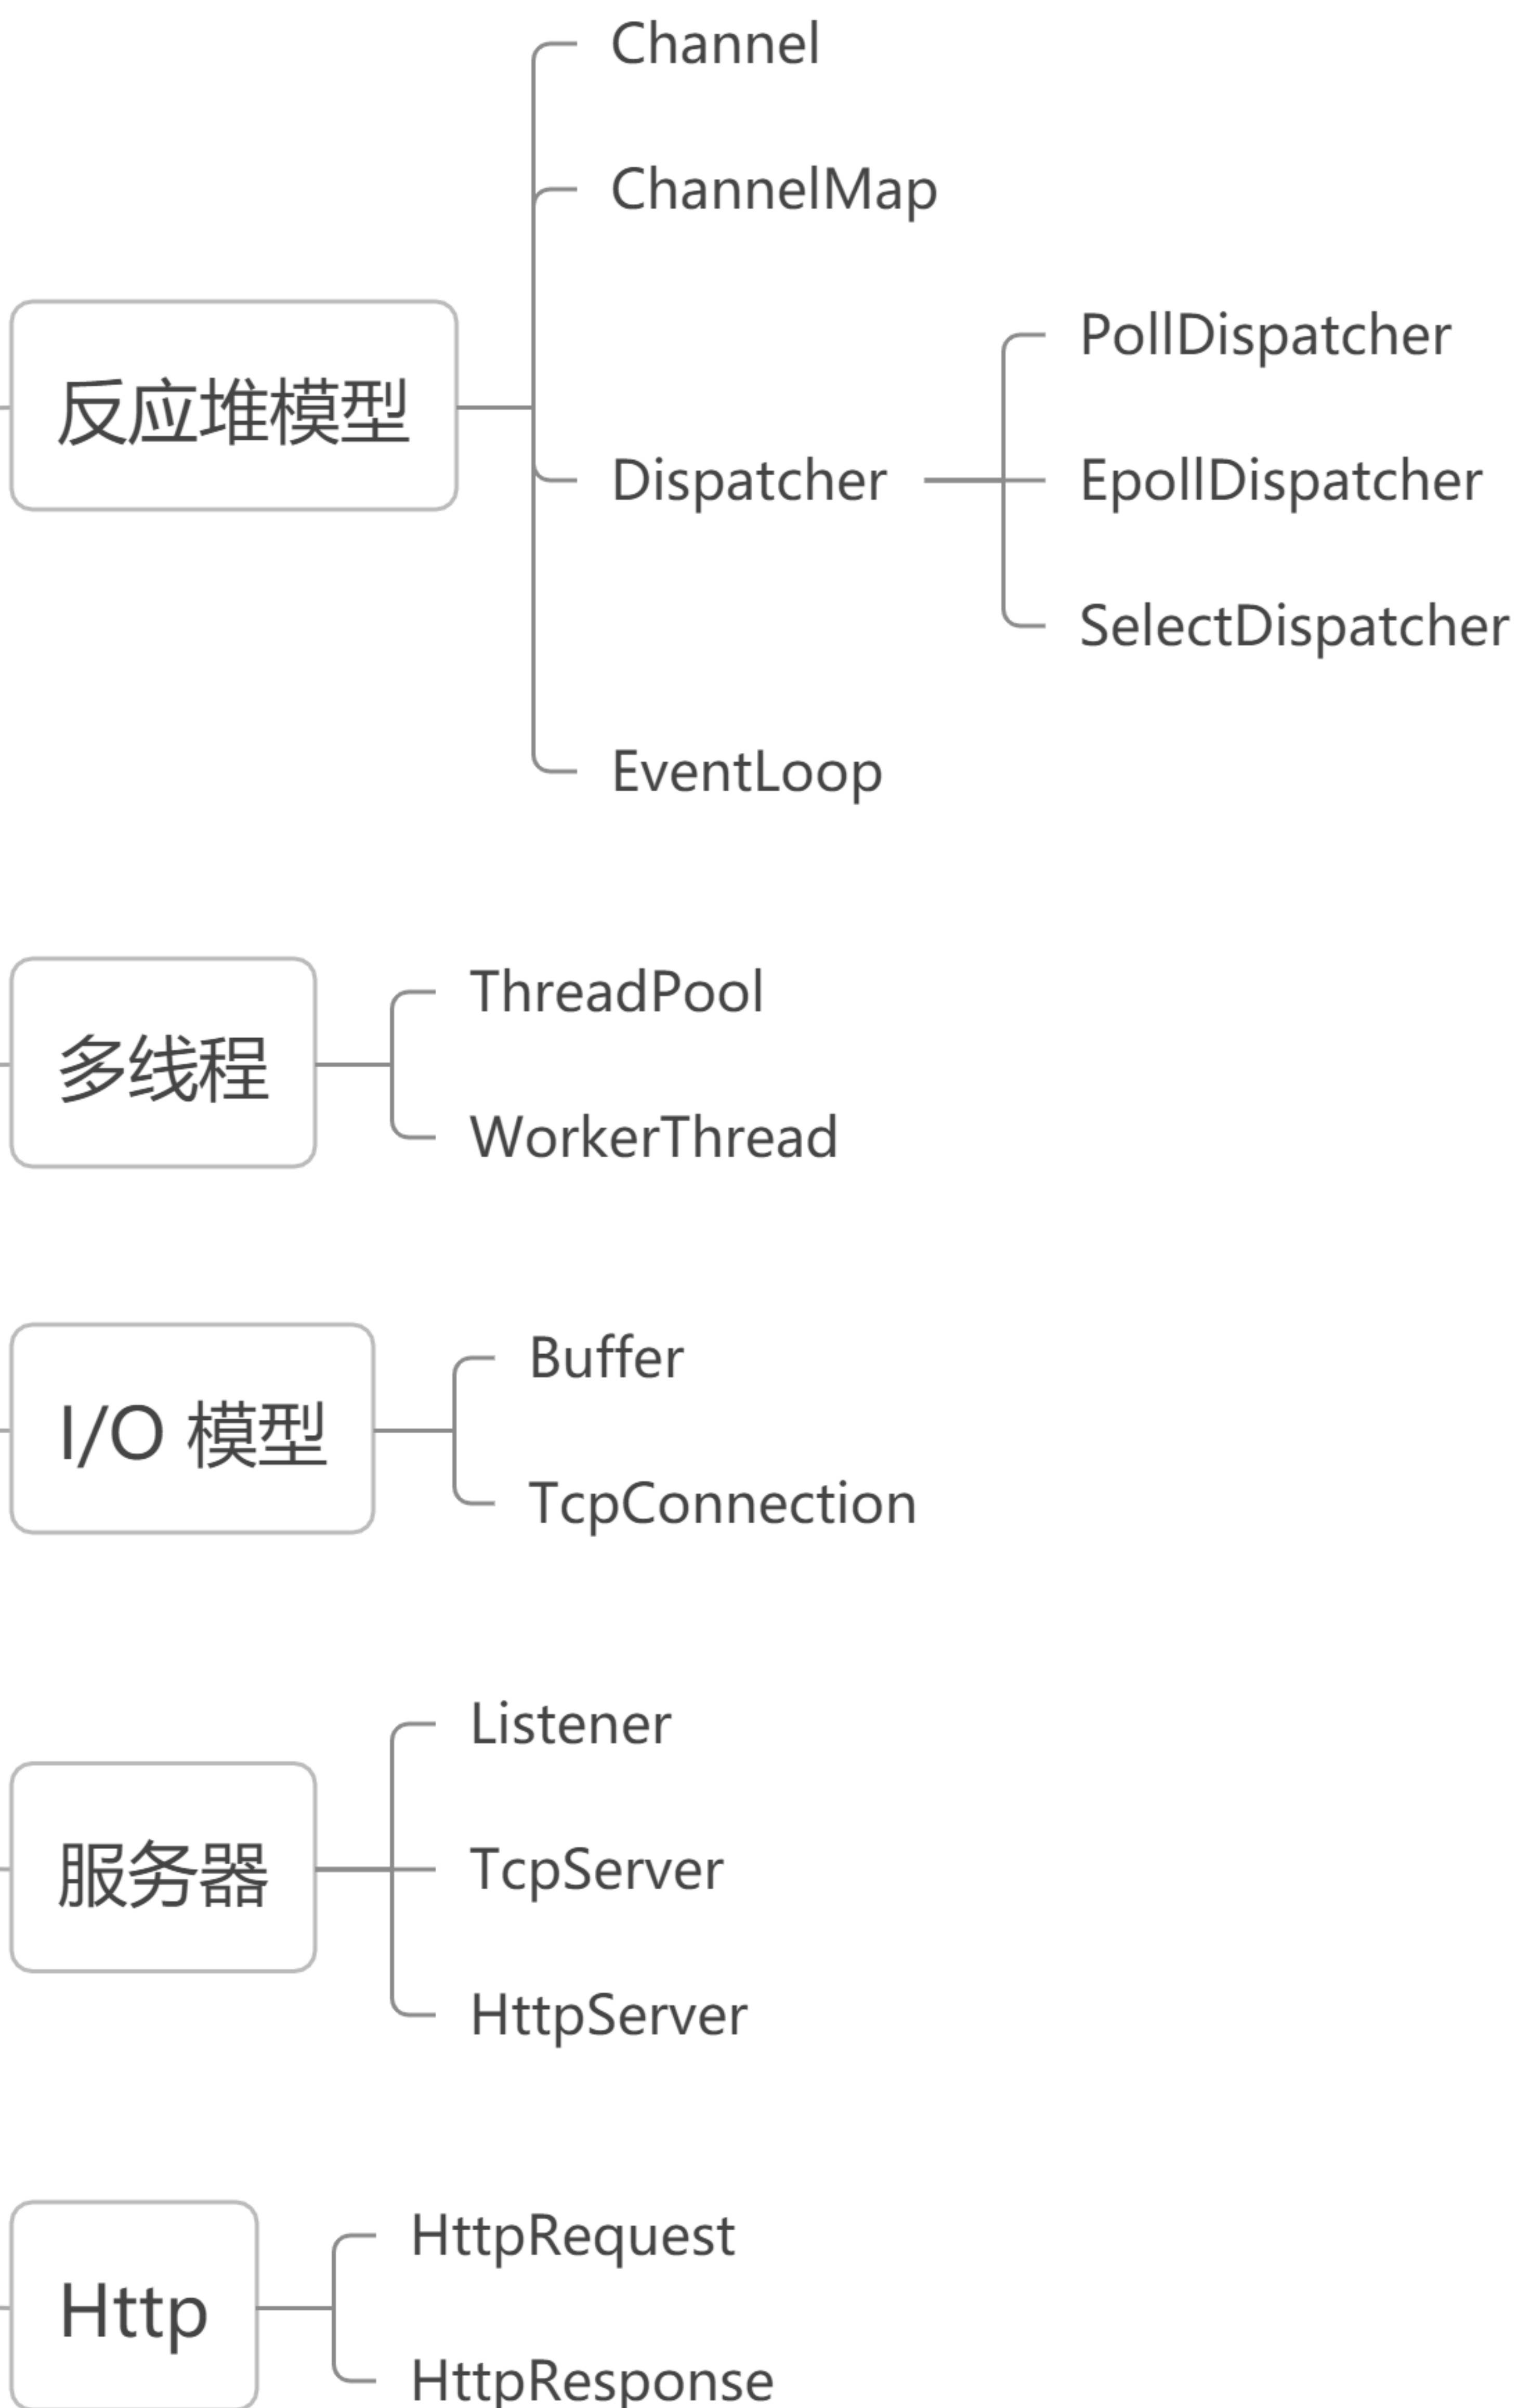 反应堆模型
Channel
ChannelMap
Dispatcher
PollDispatcher
EpollDispatcher
SelectDispatcher
EventLoop
多线程
ThreadPool
WorkerThread
I/O 模型
Buffer
TcpConnection
服务器
Listener
TcpServer
HttpServer
Http
HttpRequest
HttpResponse